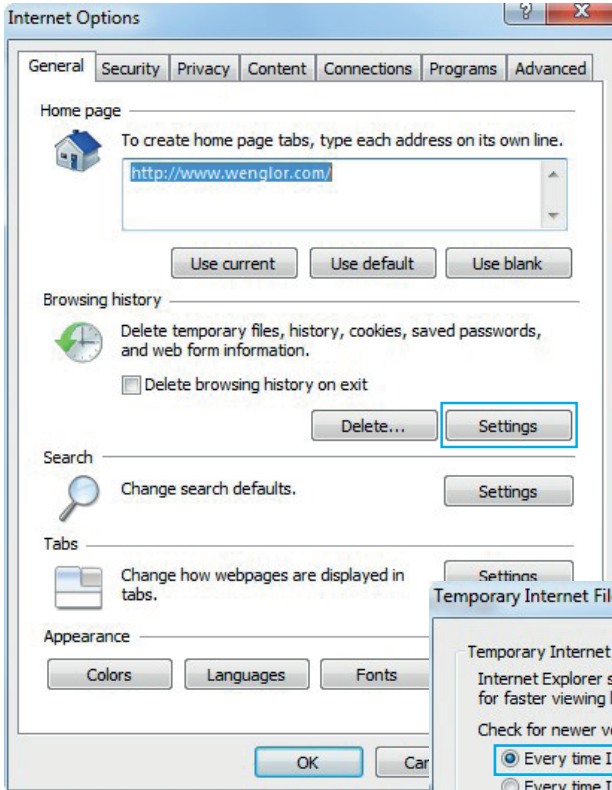 Internet Options
General Security Privacy Content Connections Programs Advanced
Home page
To create home page tabs, type each address on its own line.
http://www.wenglor.com/
Use current Use default Use blank
Browsing history
Delete temporary files, history, cookies, saved passwords,
and web form information.
Delete browsing history on exit
Delete... Settings
Search
Change search defaults.
Settings
Tabs
Change how webpages are displayed in
tabs.
Settings
Appearance
Colors Languages Fonts
OK
Temporary Internet
Temporary Internet
Internet Explorer
for faster viewing
Check for newer
Every time
Every time